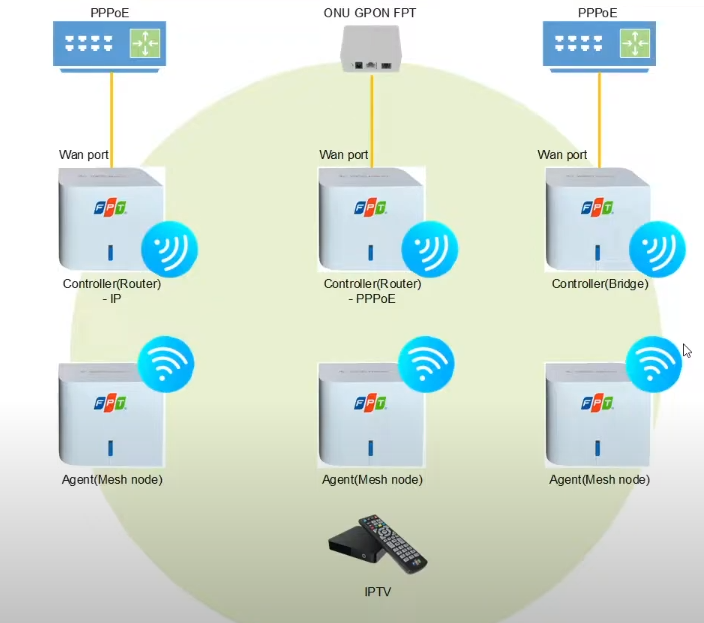 PPPoE
ONU GPON FPT
PPPoE
Wan port
Wan port
Wan port
FPT
FPT
FPT
Controller(Router)
- IP
Controller(Router)
- PPPoE
Controller(Bridge)
FPT
FPT
FPT
Agent(Mesh node)
Agent(Mesh node)
Agent(Mesh node)
IPTV